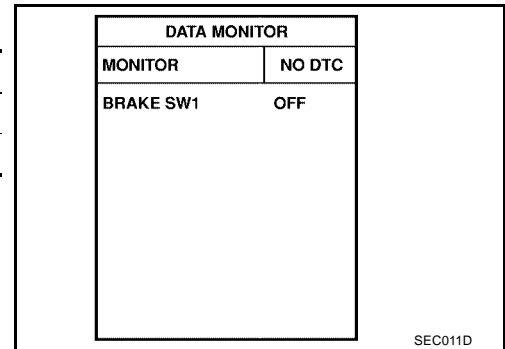 DATA MONITOR
MONITOR NO DTC
BRAKE SW1 OFF
SEC011D